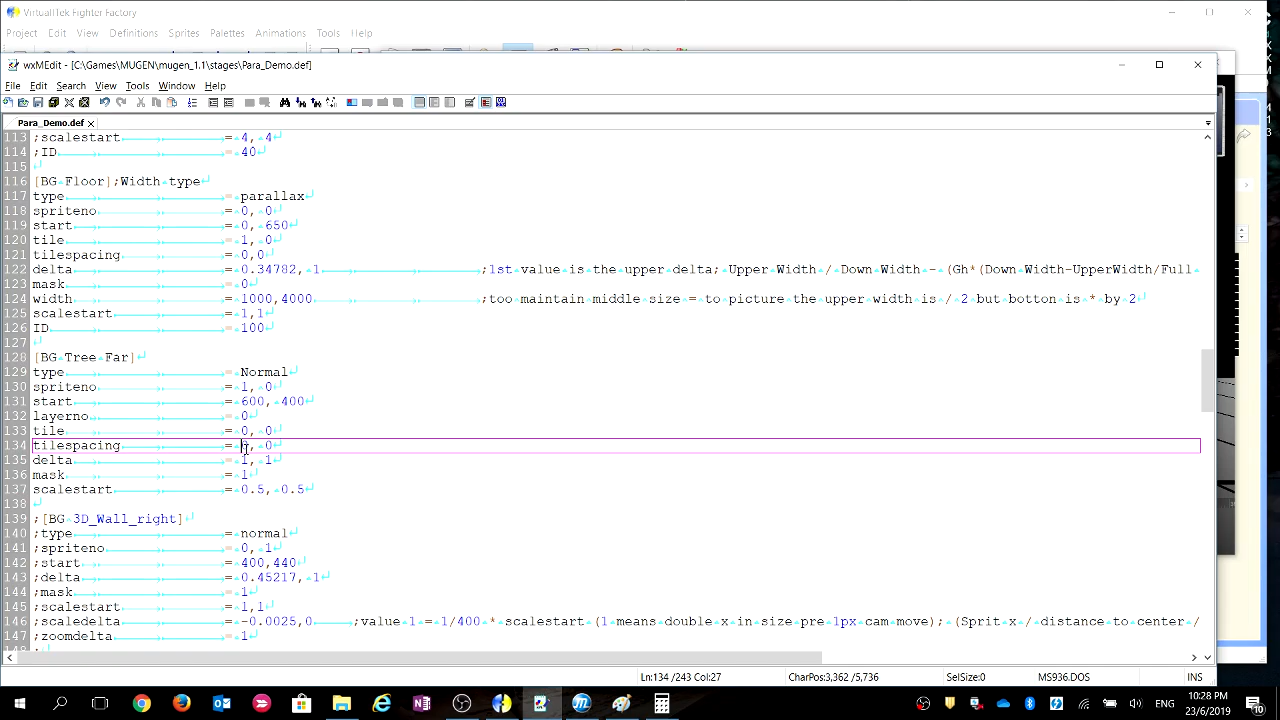 VirtuallTek Fighter Factory
Project Edit View Definitions Sprites Palettes Animations Tools Help
wxMEdit - [C:\Games\MUGEN\mugen_1.1\stages\Para_Demo.def]
File Edit Search View Tools Window Help
Para_Demo.def
113 ;scalestart = 4, 4
114 ;ID = 40
115
116 [BG Floor];Width type
117 type = parallax
118 spriteno = 0, 0
119 start = 0, 650
120 tile = 1, 0
121 tilespacing = 0,0
122 delta = 0.34782, 1 ;1st value is the upper delta; Upper Width / Down Width - (Gh*(Down Width-UpperWidth/Full
123 mask = 0
124 width = 1000,4000 ;too maintain middle size = to picture the upper width is / 2 but botton is * by 2
125 scalestart = 1,1
126 ID = 100
127
128 [BG Tree Far]
129 type = Normal
130 spriteno = 1, 0
131 start = 600, 400
132 layerno = 0
133 tile = 0, 0
134 tilespacing = 0, 0
135 delta = 1, 1
136 mask = 1
137 scalestart = 0.5, 0.5
138
139 ;[BG 3D_Wall_right]
140 ;type = normal
141 ;spriteno = 0, 1
142 ;start = 400,440
143 ;delta = 0.45217, 1
144 ;mask = 1
145 ;scalestart = 1,1
146 ;scaledelta = -0.0025,0 ;value 1 = 1/400 * scalestart (1 means double x in size pre 1px cam move); (Sprit x / distance to center /
147 ;zoomdelta = 1
Ln:134 /243 Col:27 CharPos:3,362 /5,736 SelSize:0 MS936.DOS INS
ENG 10:28 PM
23/6/2019 10